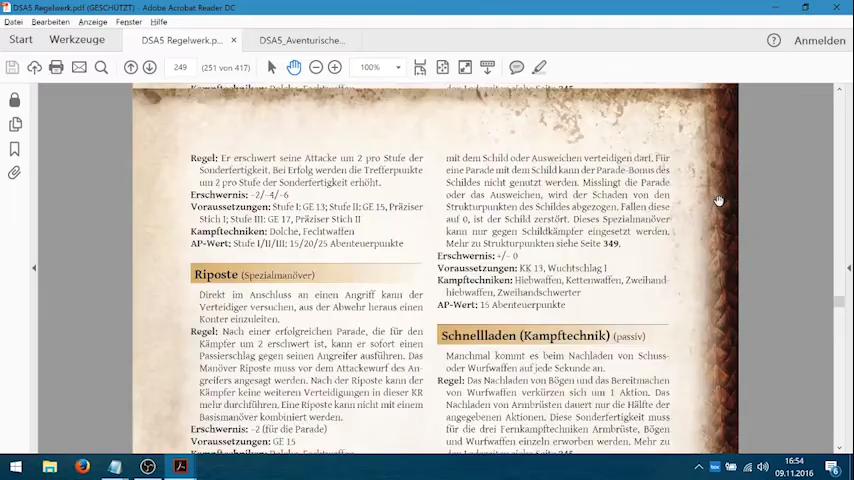 DSA5 Regelwerk.pdf (GESCHÜTZT) - Adobe Acrobat Reader DC
Datei Bearbeiten Anzeige Fenster Hilfe
Start Werkzeuge DSA5 Regelwerk.p... × DSA5_Aventurische... Anmelden
249 (251 von 417) 100%
Kampftechniken: Dolche, Fechtwaffen
Regel: Er erschwert seine Attacke um 2 pro Stufe der
Sonderfertigkeit. Bei Erfolg werden die Trefferpunkte
um 2 pro Stufe der Sonderfertigkeit erhöht.
Erschwernis: –2/–4/–6
Voraussetzungen: Stufe I: GE 13; Stufe II: GE 15, Präziser
Stich I; Stufe III: GE 17, Präziser Stich II
Kampftechniken: Dolche, Fechtwaffen
AP-Wert: Stufe I/II/III: 15/20/25 Abenteuerpunkte
Riposte (Spezialmanöver)
Direkt im Anschluss an einen Angriff kann der
Verteidiger versuchen, aus der Abwehr heraus einen
Konter einzuleiten.
Regel: Nach einer erfolgreichen Parade, die für den
Kämpfer um 2 erschwert ist, kann er sofort einen
Passierschlag gegen seinen Angreifer ausführen. Das
Manöver Riposte muss vor dem Attackewurf des An-
greifers angesagt werden. Nach der Riposte kann der
Kämpfer keine weiteren Verteidigungen in dieser KR
mehr durchführen. Eine Riposte kann nicht mit einem
Basismanöver kombiniert werden.
Erschwernis: –2 (für die Parade)
Voraussetzungen: GE 15
Kampftechniken: Dolche, Fechtwaffen
mit dem Schild oder Ausweichen verteidigen darf. Für
eine Parade mit dem Schild kann der Parade-Bonus des
Schildes nicht genutzt werden. Misslingt die Parade
oder das Ausweichen, wird der Schaden von den
Strukturpunkten des Schildes abgezogen. Fallen diese
auf 0, ist der Schild zerstört. Dieses Spezialmanöver
kann nur gegen Schildkämpfer eingesetzt werden.
Mehr zu Strukturpunkten siehe Seite 349.
Erschwernis: +/– 0
Voraussetzungen: KK 13, Wuchtschlag I
Kampftechniken: Hiebwaffen, Kettenwaffen, Zweihand-
hiebwaffen, Zweihandschwerter
AP-Wert: 15 Abenteuerpunkte
Schnellladen (Kampftechnik) (passiv)
Manchmal kommt es beim Nachladen von Schuss-
oder Wurfwaffen auf jede Sekunde an.
Regel: Das Nachladen von Bögen und das Bereitmachen
von Wurfwaffen verkürzen sich um 1 Aktion. Das
Nachladen von Armbrüsten dauert nur die Hälfte der
angegebenen Aktionen. Diese Sonderfertigkeit muss
für die drei Fernkampftechniken Armbrüste, Bögen
und Wurfwaffen einzeln erworben werden. Mehr zu
16:54
09.11.2016